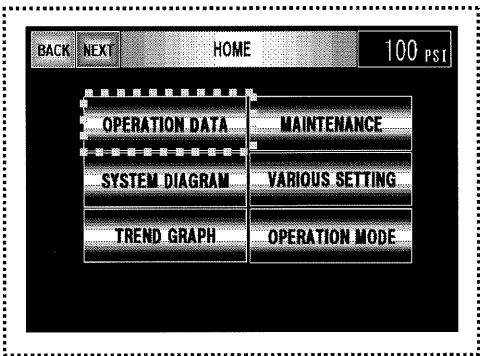 BACK NEXT HOME 100 PSI
OPERATION DATA MAINTENANCE
SYSTEM DIAGRAM VARIOUS SETTING
TREND GRAPH OPERATION MODE